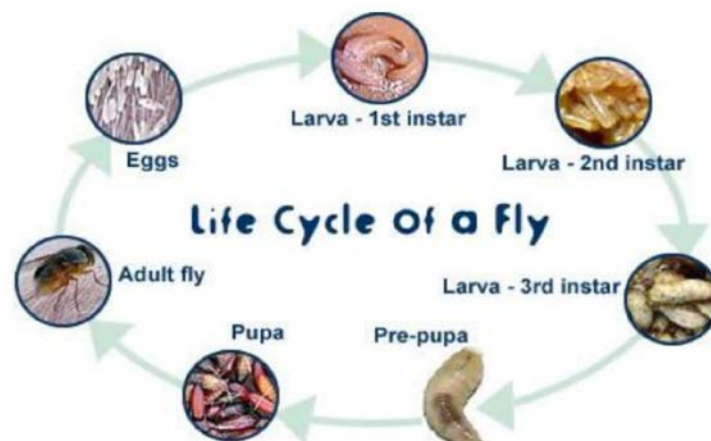 Larva - 1st instar
Eggs
Larva - 2nd instar
Life Cycle Of a Fly
Adult fly
Larva - 3rd instar
Pupa
Pre-pupa